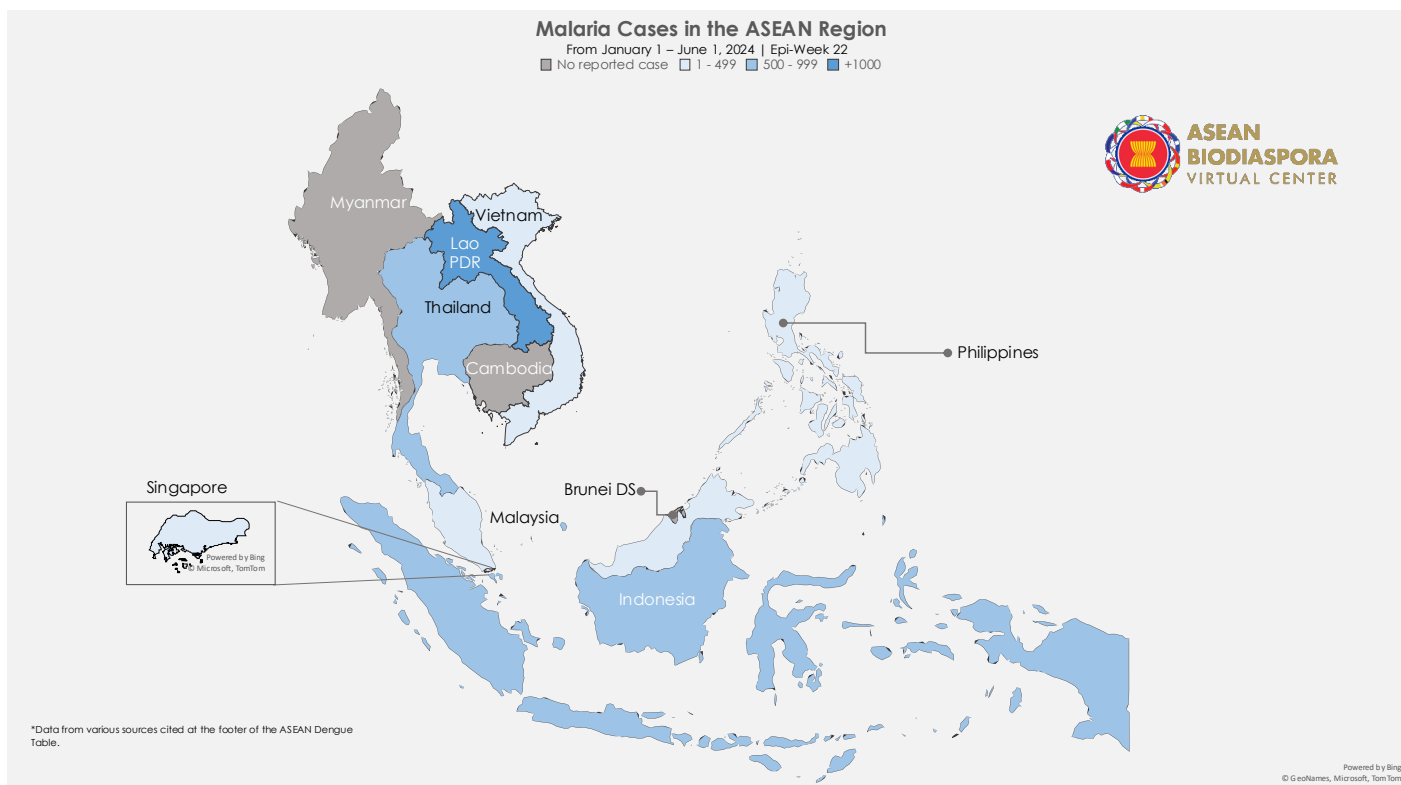 Malaria Cases in the ASEAN Region
From January 1 – June 1, 2024 | Epi-Week 22
No reported case 1 - 499 500 - 999 +1000
ASEAN
BIODIASPORA
VIRTUAL CENTER
Myanmar
Vietnam
Lao
PDR
Thailand
Cambodia
Philippines
Singapore
Brunei DS
Malaysia
Powered by Bing
© Microsoft, TomTom
Indonesia
*Data from various sources cited at the footer of the ASEAN Dengue
Table.
Powered by Bing
© GeoNames, Microsoft, TomTom